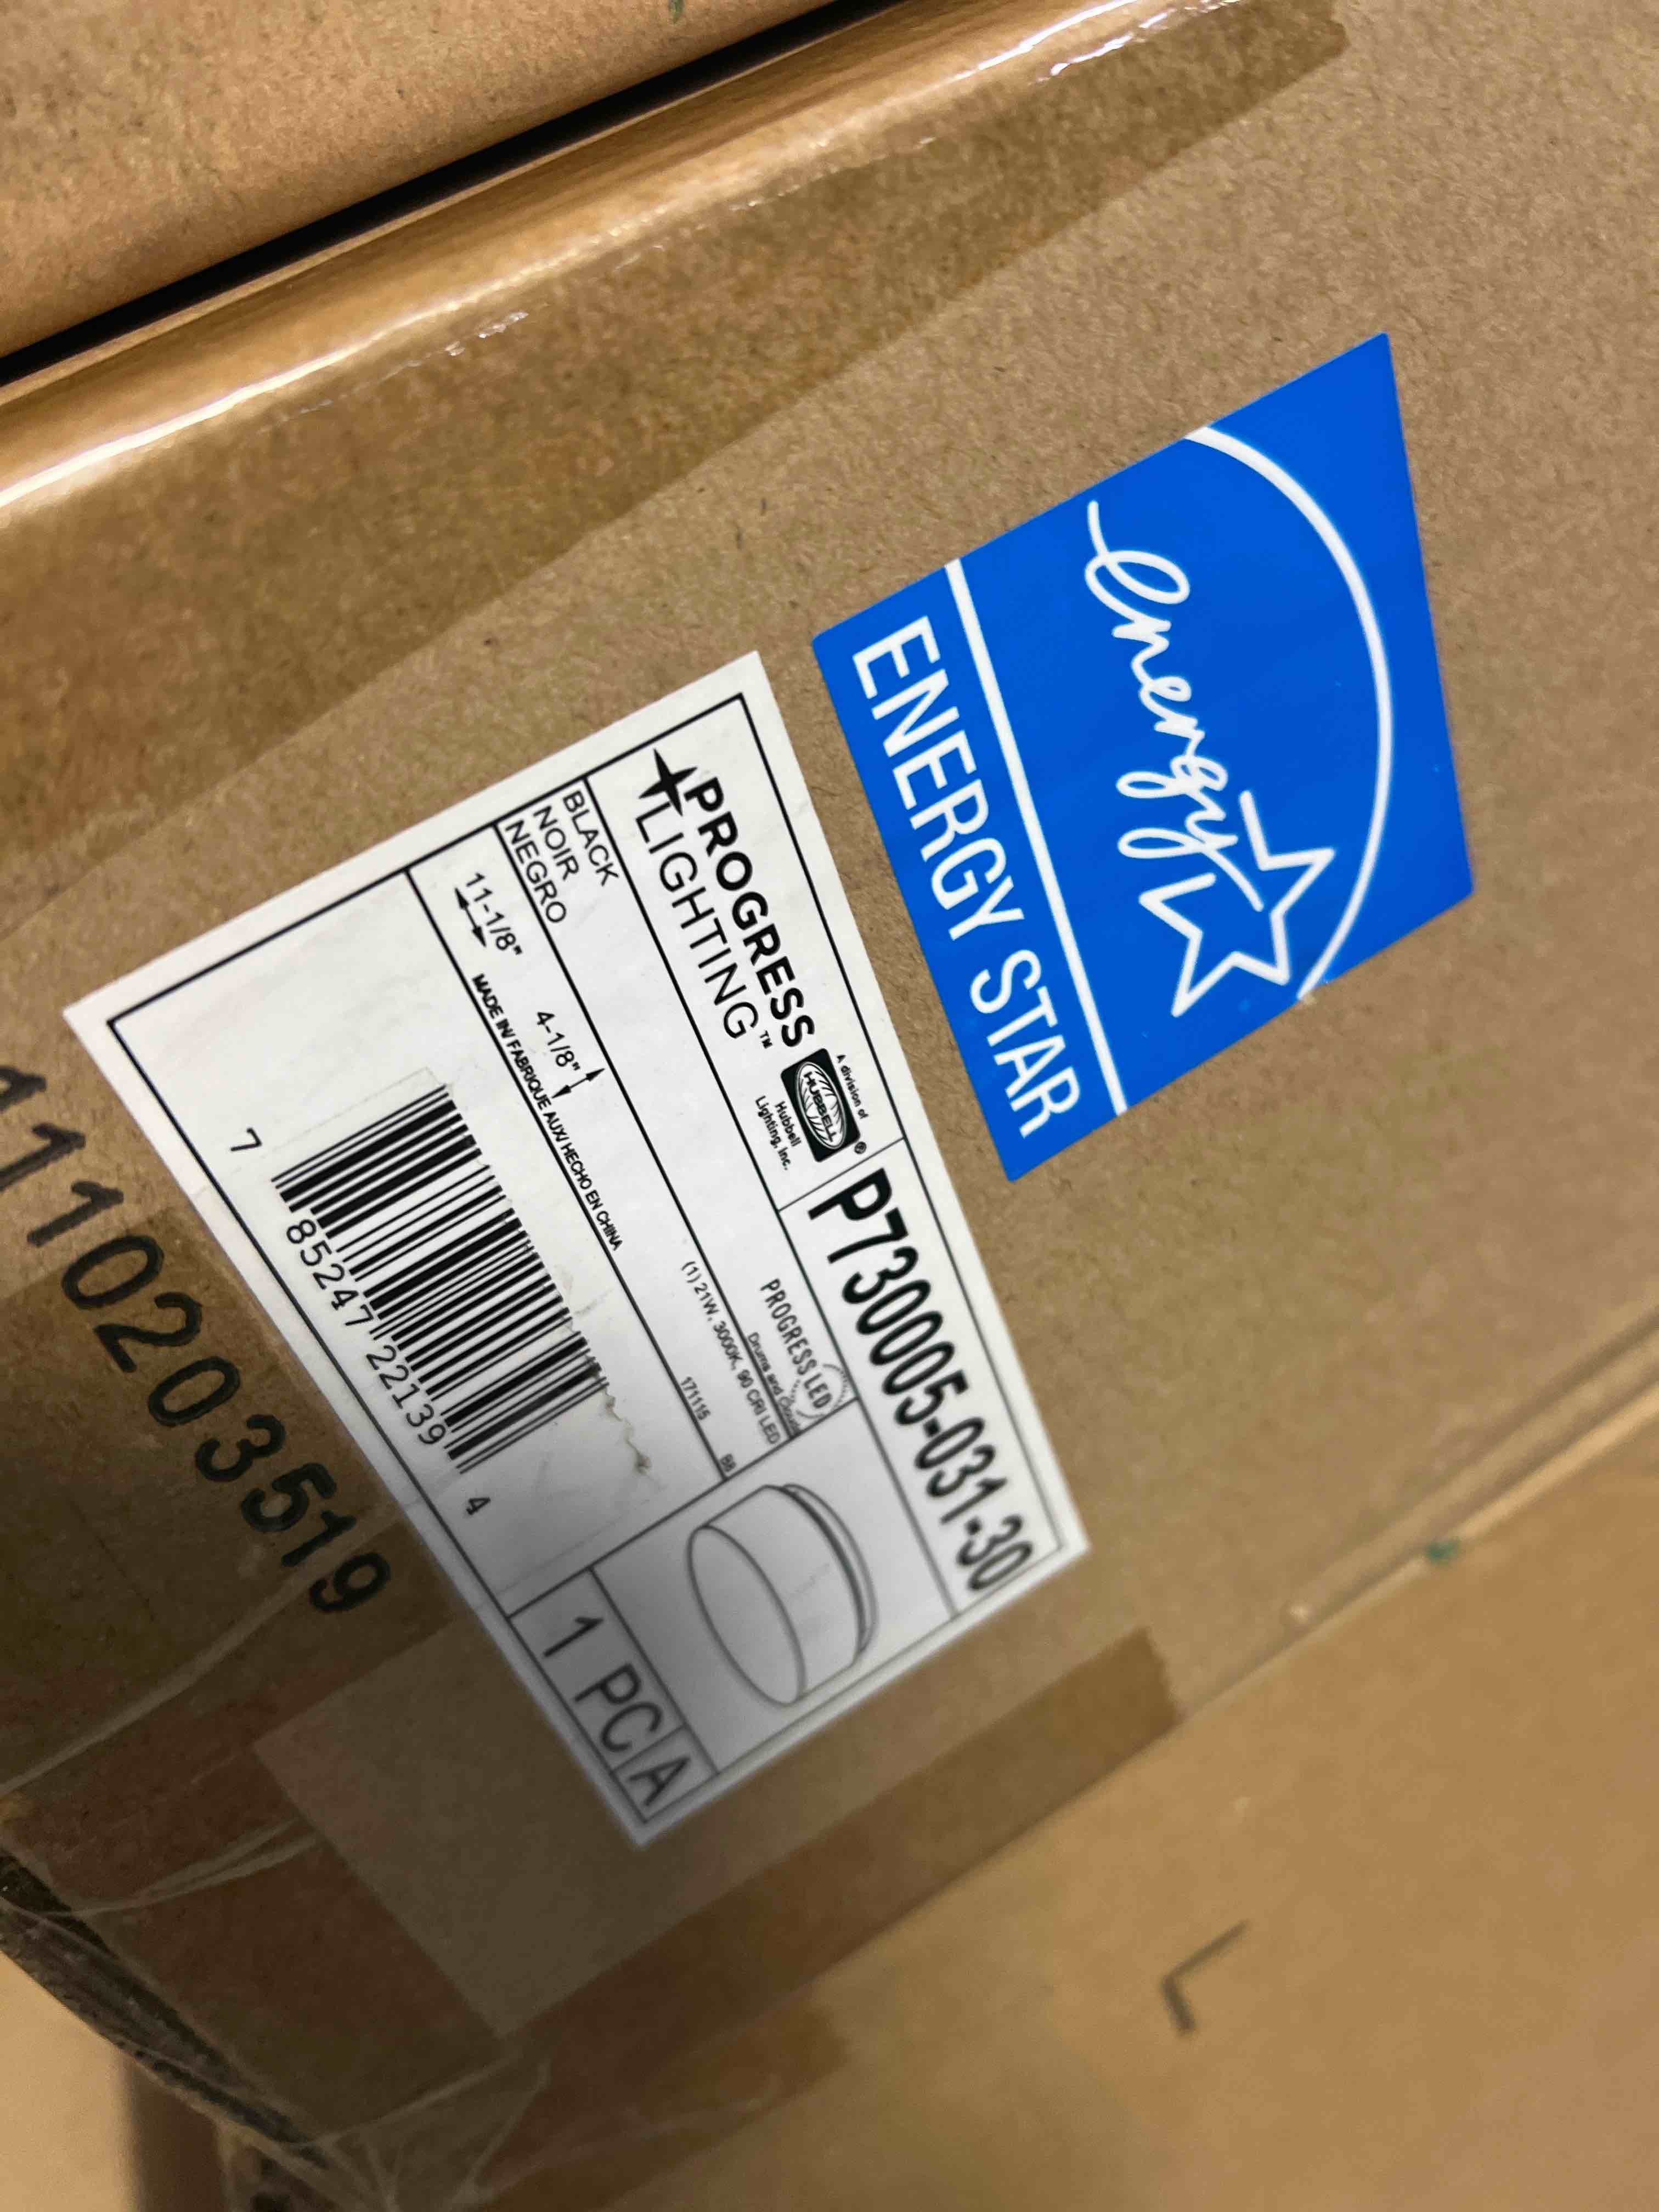 energy
ENERGY STAR
PROGRESS
LIGHTING™
A division of
HUBBELL®
Hubbell
Lighting, Inc.
P730005-031-30
BLACK
NOIR
NEGRO
PROGRESS LED
Drums and Clouds
(1) 21W, 3000K, 90 CRI LED
11-1/8"
4-1/8"
MADE IN/ FABRIQUE AUX/ HECHO EN CHINA
171115
7 85247 22139 4
1 PC
A
1110203519